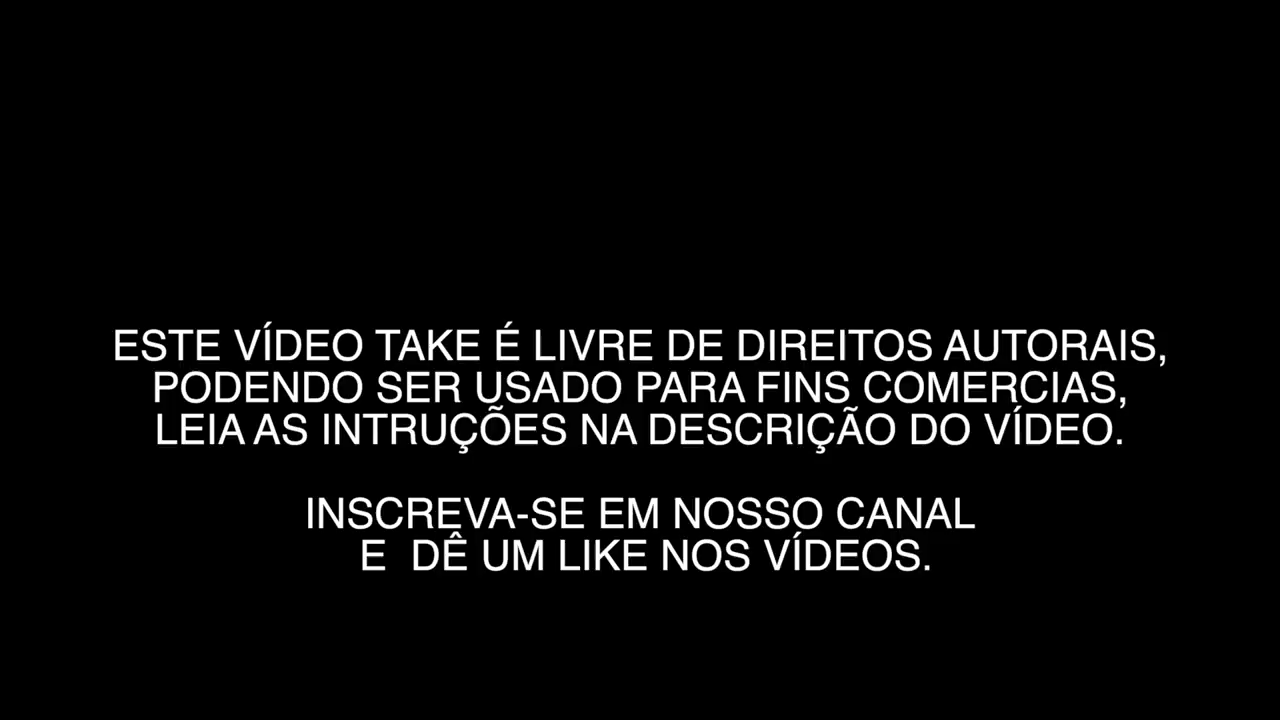 ESTE VÍDEO TAKE É LIVRE DE DIREITOS AUTORAIS,
PODENDO SER USADO PARA FINS COMERCIAS,
LEIA AS INTRUÇÕES NA DESCRIÇÃO DO VÍDEO.
INSCREVA-SE EM NOSSO CANAL
E  DÊ UM LIKE NOS VÍDEOS.